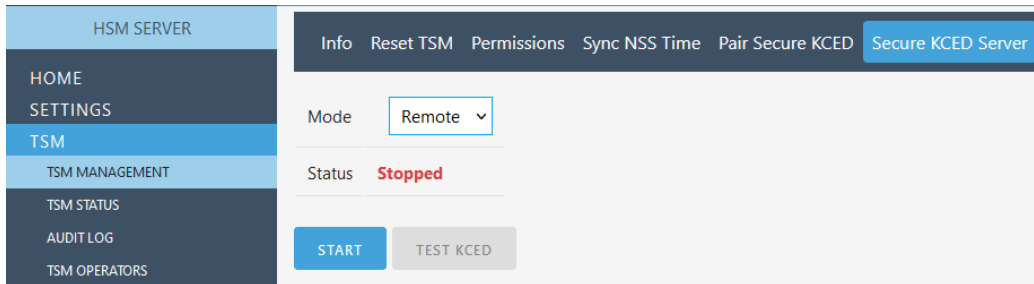 HSM SERVER
HOME
SETTINGS
TSM
TSM MANAGEMENT
TSM STATUS
AUDIT LOG
TSM OPERATORS
Info Reset TSM Permissions Sync NSS Time Pair Secure KCED Secure KCED Server
Mode Remote
Status Stopped
START TEST KCED